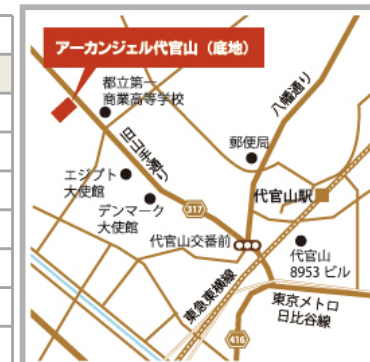 アーカンジェル代官山（底地）
都立第一
商業高等学校
八幡通り
旧山手通り
郵便局
エジプト
大使館
デンマーク
大使館
317
代官山駅
代官山交番前
代官山
8953 ビル
東急東横線
東京メトロ
日比谷線
416